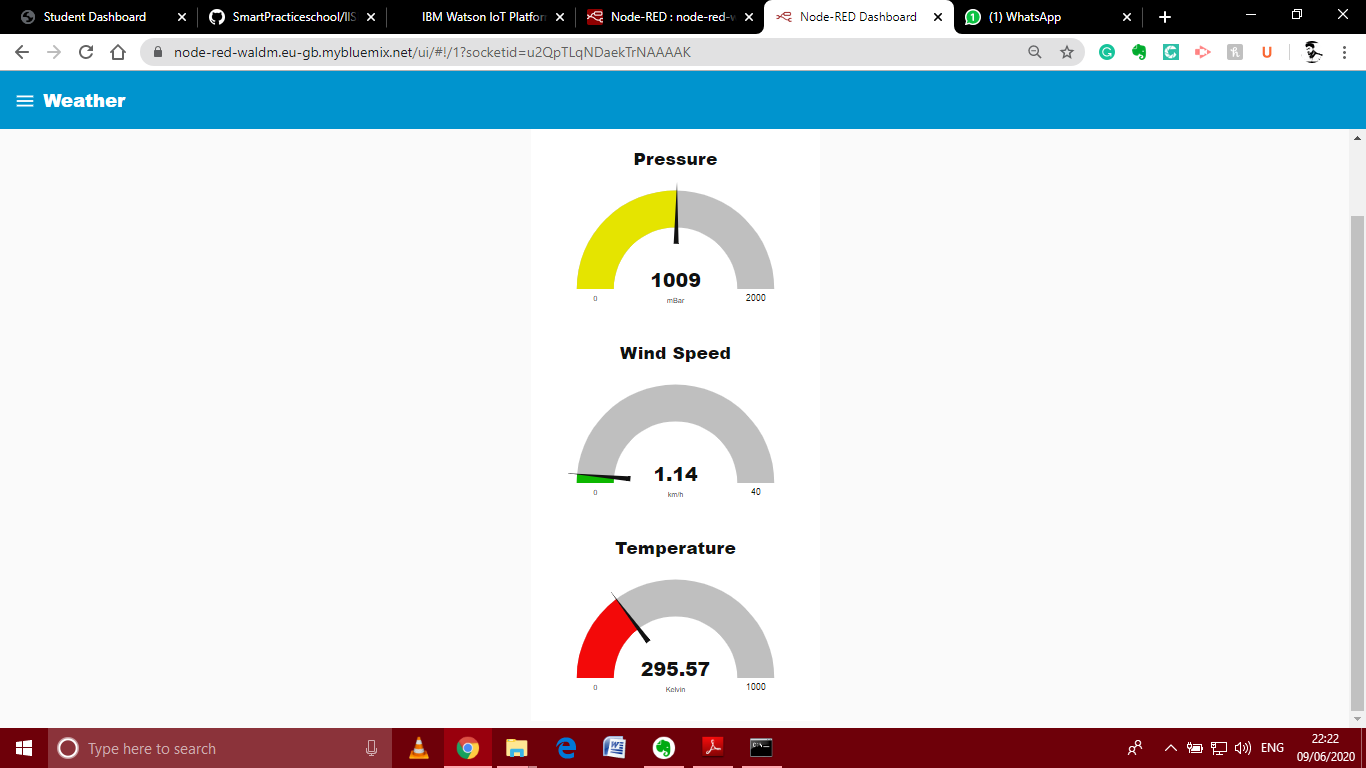 Student Dashboard
SmartPracticeschool/IIS
IBM Watson IoT Platform
Node-RED : node-red-w
Node-RED Dashboard
(1) WhatsApp
node-red-waldm.eu-gb.mybluemix.net/ui/#!/1?socketid=u2QpTLqNDaekTrNAAAAK
Weather
Pressure
1009
0
mBar
2000
Wind Speed
1.14
0
km/h
40
Temperature
295.57
0
Kelvin
1000
Type here to search
ENG
22:22
09/06/2020